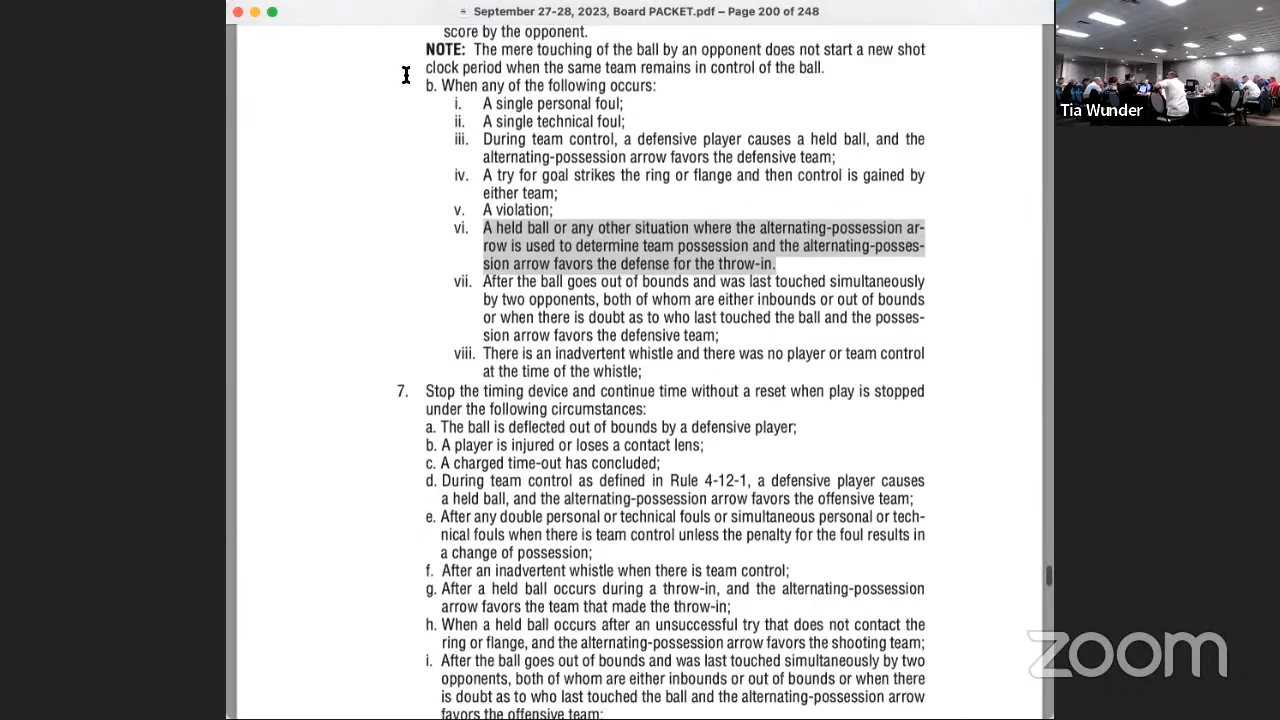 September 27-28, 2023, Board PACKET.pdf – Page 200 of 248
score by the opponent.
NOTE: The mere touching of the ball by an opponent does not start a new shot
clock period when the same team remains in control of the ball.
b. When any of the following occurs:
i. A single personal foul;
ii. A single technical foul;
iii. During team control, a defensive player causes a held ball, and the
alternating-possession arrow favors the defensive team;
iv. A try for goal strikes the ring or flange and then control is gained by
either team;
v. A violation;
vi. A held ball or any other situation where the alternating-possession ar-
row is used to determine team possession and the alternating-posses-
sion arrow favors the defense for the throw-in.
vii. After the ball goes out of bounds and was last touched simultaneously
by two opponents, both of whom are either inbounds or out of bounds
or when there is doubt as to who last touched the ball and the posses-
sion arrow favors the defensive team;
viii. There is an inadvertent whistle and there was no player or team control
at the time of the whistle;
7. Stop the timing device and continue time without a reset when play is stopped
under the following circumstances:
a. The ball is deflected out of bounds by a defensive player;
b. A player is injured or loses a contact lens;
c. A charged time-out has concluded;
d. During team control as defined in Rule 4-12-1, a defensive player causes
a held ball, and the alternating-possession arrow favors the offensive team;
e. After any double personal or technical fouls or simultaneous personal or tech-
nical fouls when there is team control unless the penalty for the foul results in
a change of possession;
f. After an inadvertent whistle when there is team control;
g. After a held ball occurs during a throw-in, and the alternating-possession
arrow favors the team that made the throw-in;
h. When a held ball occurs after an unsuccessful try that does not contact the
ring or flange, and the alternating-possession arrow favors the shooting team;
i. After the ball goes out of bounds and was last touched simultaneously by two
opponents, both of whom are either inbounds or out of bounds or when there
is doubt as to who last touched the ball and the alternating-possession arrow
favors the offensive team;
Tia Wunder
zoom